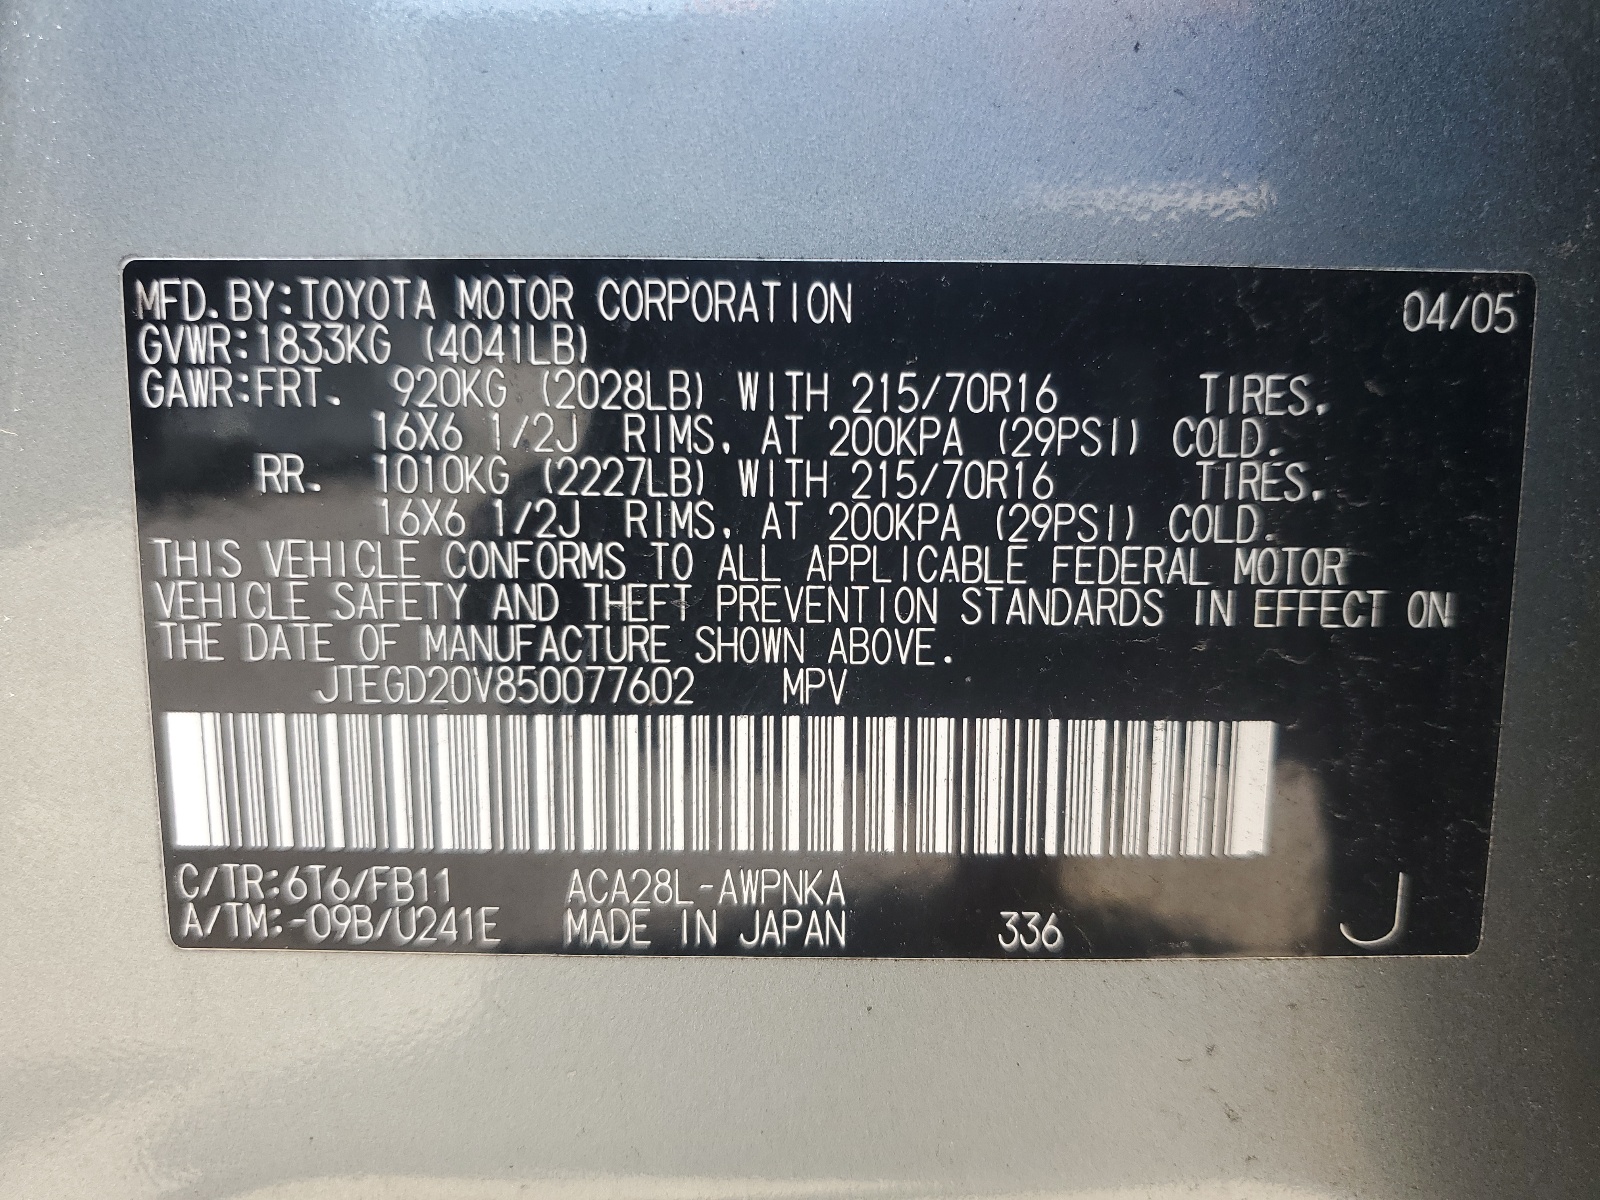 MFD. BY:TOYOTA MOTOR CORPORATION 04/05
GVWR:1833KG (4041LB)
GAWR:FRT. 920KG (2028LB) WITH 215/70R16 TIRES,
16X6 1/2J RIMS, AT 200KPA (29PSI) COLD.
RR. 1010KG (2227LB) WITH 215/70R16 TIRES,
16X6 1/2J RIMS, AT 200KPA (29PSI) COLD.
THIS VEHICLE CONFORMS TO ALL APPLICABLE FEDERAL MOTOR
VEHICLE SAFETY AND THEFT PREVENTION STANDARDS IN EFFECT ON
THE DATE OF MANUFACTURE SHOWN ABOVE.
JTEGD20V850077602 MPV
C/TR:6T6/FB11 ACA28L-AWPNKA
A/TM:-09B/U241E MADE IN JAPAN 336 J